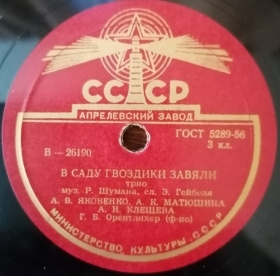 СССР
АПРЕЛЕВСКИЙ ЗАВОД
ГОСТ 5289-56
3 кл.
В — 26190
В САДУ ГВОЗДИКИ ЗАВЯЛИ
трио
муз. Р. Шумана, сл. Э. Гейбеля
А. В. ЯКОВЕНКО, А. К. МАТЮШИНА
А. Н. КЛЕЩЕВА
Г. Б. Орентлихер (ф-но)
МИНИСТЕРСТВО КУЛЬТУРЫ СССР